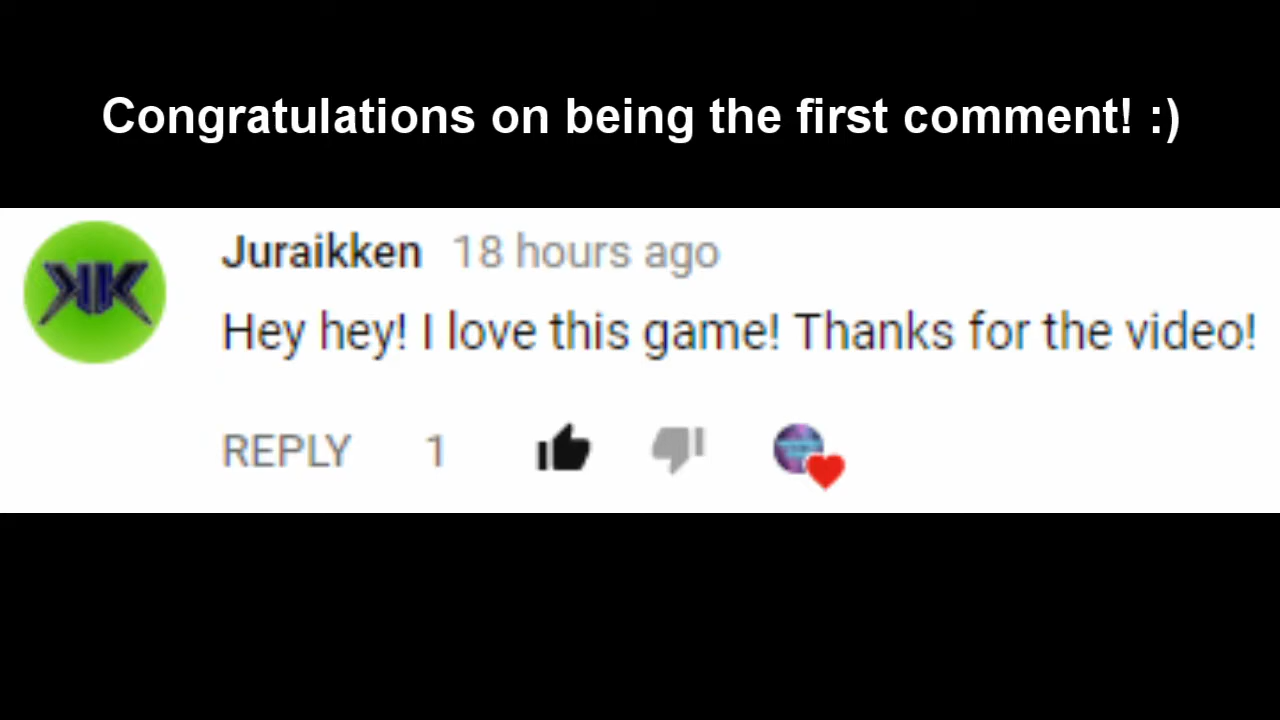 Congratulations on being the first comment! :)
Juraikken 18 hours ago
Hey hey! I love this game! Thanks for the video!
REPLY 1